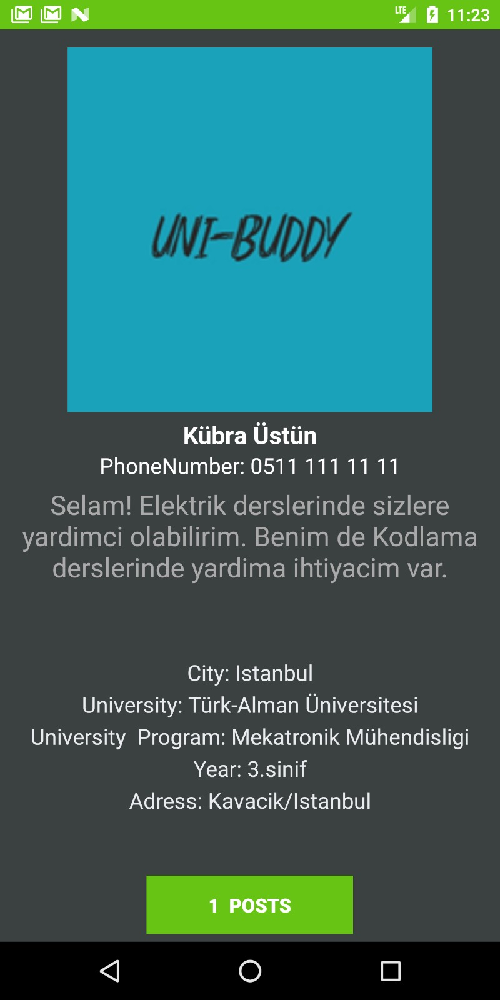 LTE 11:23
UNI-BUDDY
Kübra Üstün
PhoneNumber: 0511 111 11 11
Selam! Elektrik derslerinde sizlere
yardimci olabilirim. Benim de Kodlama
derslerinde yardima ihtiyacim var.
City: Istanbul
University: Türk-Alman Üniversitesi
University  Program: Mekatronik Mühendisligi
Year: 3.sinif
Adress: Kavacik/Istanbul
1  POSTS